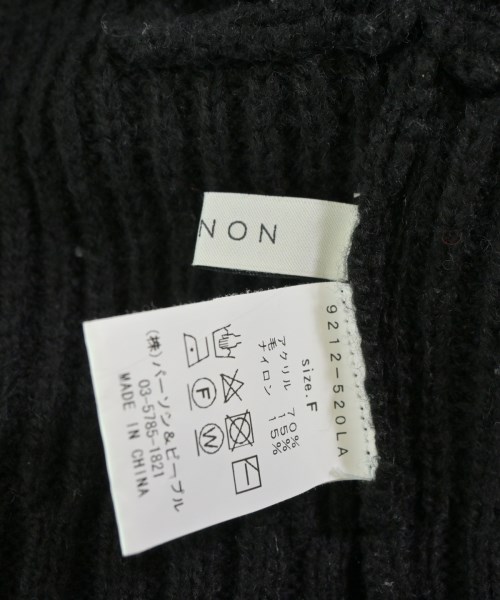 NON
9212-520LA
size.F
アクリル 70%
毛 15%
ナイロン 15%
F
W
(株)パーソン&ピープル
03-5785-1821
MADE IN CHINA